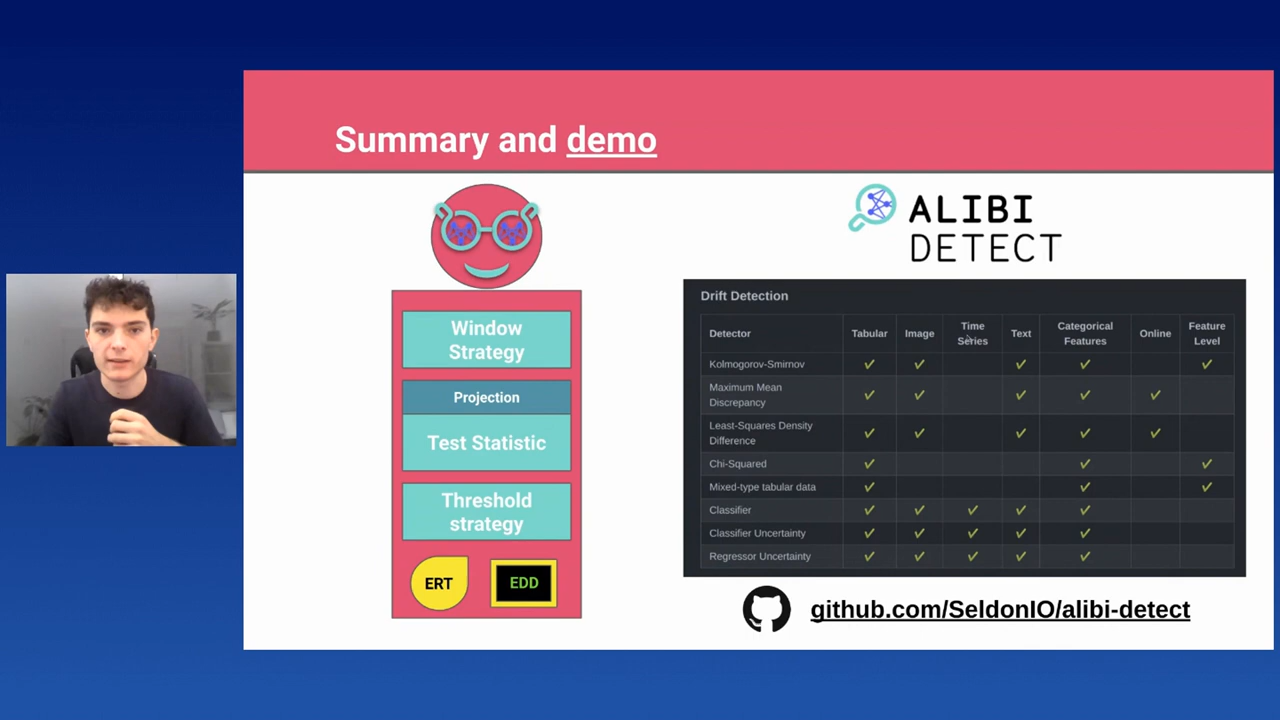 Summary and demo
Window
Strategy
Projection
Test Statistic
Threshold
strategy
ERT
EDD
ALIBI
DETECT
Drift Detection
Detector Tabular Image Time Series Text Categorical Features Online Feature Level
Kolmogorov-Smirnov ✓ ✓ ✓ ✓ ✓
Maximum Mean
Discrepancy ✓ ✓ ✓ ✓ ✓
Least-Squares Density
Difference ✓ ✓ ✓ ✓ ✓
Chi-Squared ✓ ✓ ✓
Mixed-type tabular data ✓ ✓ ✓
Classifier ✓ ✓ ✓ ✓ ✓
Classifier Uncertainty ✓ ✓ ✓ ✓ ✓
Regressor Uncertainty ✓ ✓ ✓ ✓ ✓
github.com/SeldonIO/alibi-detect